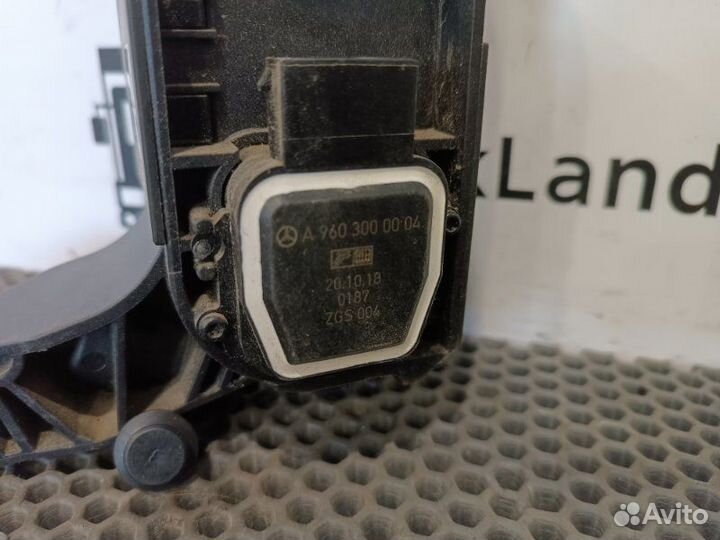 A 960 300 00 04
20.10.18
0187
ZGS 004
kLand
Avito